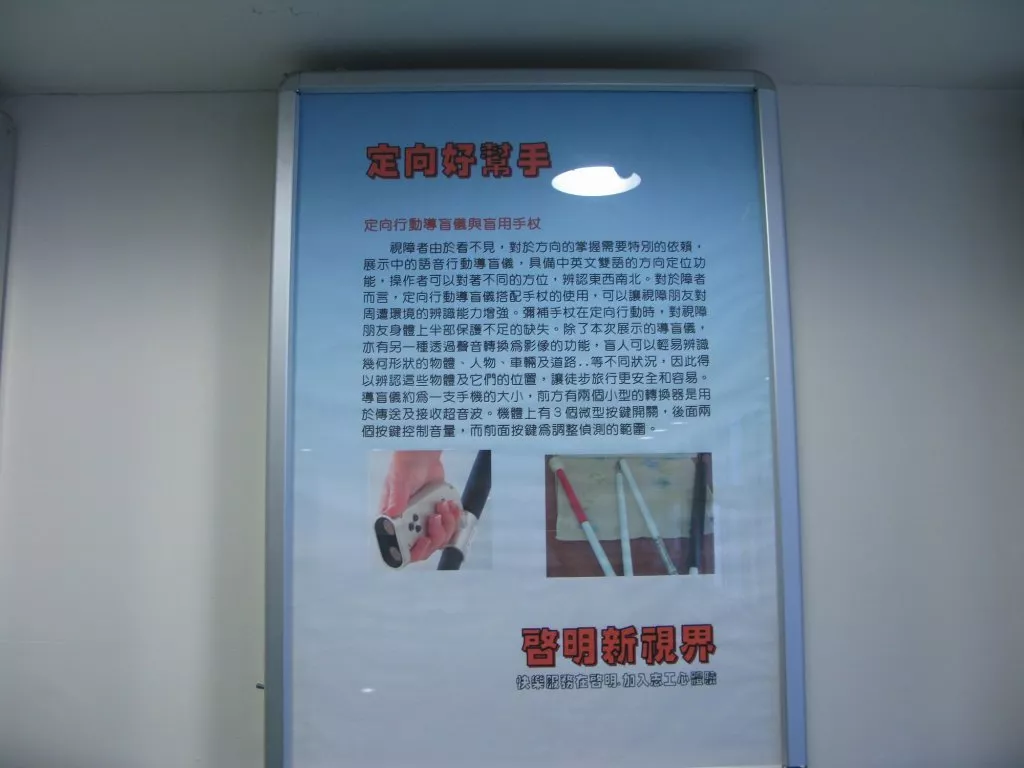 定向好幫手
定向行動導盲儀與盲用手杖
視障者由於看不見，對於方向的掌握需要特別的依賴，
展示中的語音行動導盲儀，具備中英文雙語的方向定位功
能，操作者可以對著不同的方位，辨認東西南北。對於障者
而言，定向行動導盲儀搭配手杖的使用，可以讓視障朋友對
周遭環境的辨識能力增強。彌補手杖在定向行動時，對視障
朋友身體上半部保護不足的缺失。除了本次展示的導盲儀，
亦有另一種透過聲音轉換為影像的功能，盲人可以輕易辨識
幾何形狀的物體、人物、車輛及道路..等不同狀況，因此得
以辨認這些物體及它們的位置，讓徒步旅行更安全和容易。
導盲儀約為一支手機的大小，前方有兩個小型的轉換器是用
於傳送及接收超音波。機體上有3個微型按鍵開關，後面兩
個按鍵控制音量，而前面按鍵為調整偵測的範圍。
啓明新視界
快樂服務在啓明，加入志工心體驗